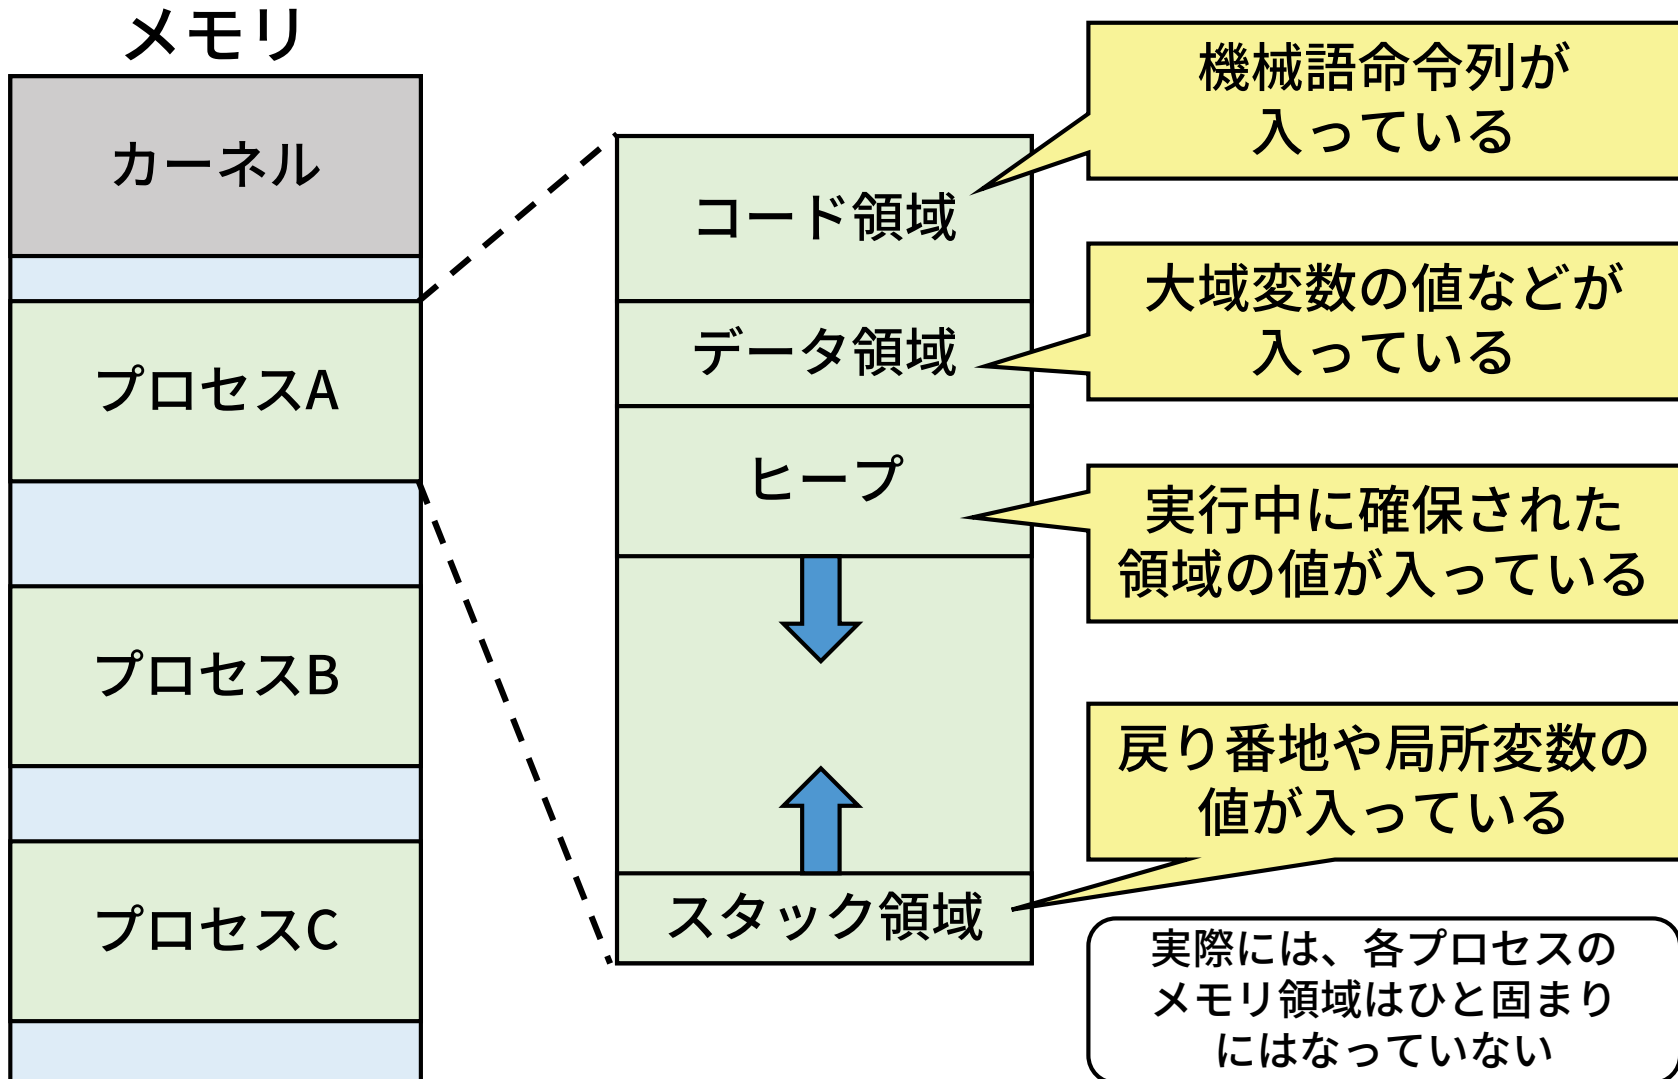 メモリ
カーネル
プロセスA
プロセスB
プロセスC
コード領域
データ領域
ヒープ
スタック領域
機械語命令列が
入っている
大域変数の値などが
入っている
実行中に確保された
領域の値が入っている
戻り番地や局所変数の
値が入っている
実際には、各プロセスの
メモリ領域はひと固まり
にはなっていない